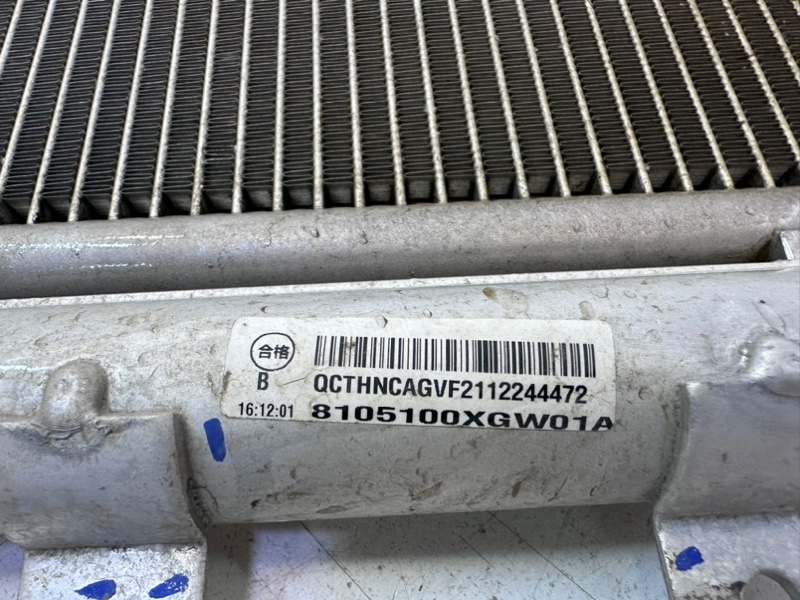 合格
B
QCTHNCAGVF2112244472
16:12:01
8105100XGW01A